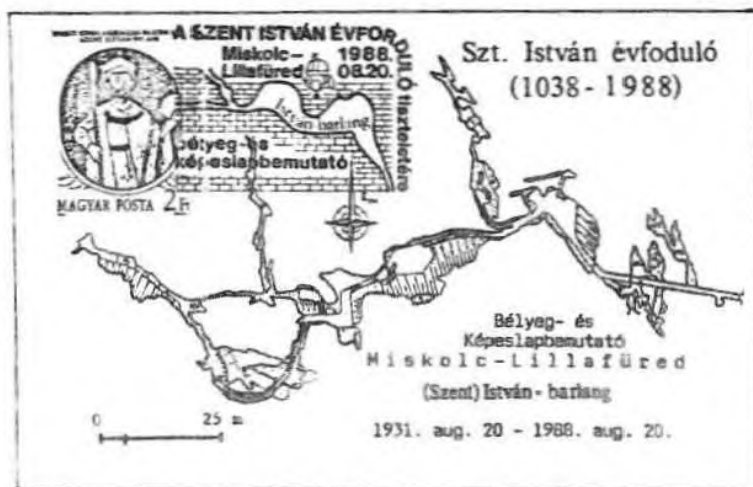 A SZENT ISTVÁN ÉVFORDULÓ tiszteletére
Miskolc- 1988.
Lillafüred 08.20.
István barlang
bélyeg-és
képeslapbemutató
MAGYAR POSTA 2 Ft
Szt. István évfoduló
(1038 - 1988)
Bélyeg- és
Képeslapbemutató
Miskolc-Lillafüred
(Szent) István - barlang
1931. aug. 20 - 1988. aug. 20.
0 25 m